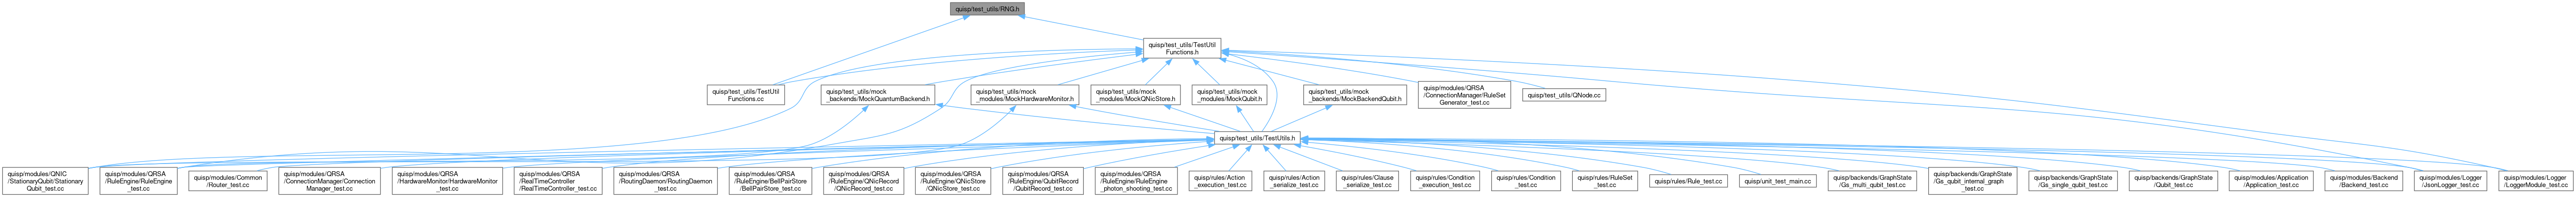 quisp/test_utils/RNG.h
quisp/test_utils/TestUtil
Functions.h
quisp/test_utils/TestUtil
Functions.cc
quisp/test_utils/mock
_backends/MockQuantumBackend.h
quisp/test_utils/mock
_modules/MockHardwareMonitor.h
quisp/test_utils/mock
_modules/MockQNicStore.h
quisp/test_utils/mock
_modules/MockQubit.h
quisp/test_utils/mock
_backends/MockBackendQubit.h
quisp/modules/QRSA
/ConnectionManager/RuleSet
Generator_test.cc
quisp/test_utils/QNode.cc
quisp/test_utils/TestUtils.h
quisp/modules/QNIC
/StationaryQubit/Stationary
Qubit_test.cc
quisp/modules/QRSA
/RuleEngine/RuleEngine
_test.cc
quisp/modules/Common
/Router_test.cc
quisp/modules/QRSA
/ConnectionManager/Connection
Manager_test.cc
quisp/modules/QRSA
/HardwareMonitor/HardwareMonitor
_test.cc
quisp/modules/QRSA
/RealTimeController
/RealTimeController_test.cc
quisp/modules/QRSA
/RoutingDaemon/RoutingDaemon
_test.cc
quisp/modules/QRSA
/RuleEngine/BellPairStore
/BellPairStore_test.cc
quisp/modules/QRSA
/RuleEngine/QNicRecord
/QNicRecord_test.cc
quisp/modules/QRSA
/RuleEngine/QNicStore
/QNicStore_test.cc
quisp/modules/QRSA
/RuleEngine/QubitRecord
/QubitRecord_test.cc
quisp/modules/QRSA
/RuleEngine/RuleEngine
_photon_shooting_test.cc
quisp/rules/Action
_execution_test.cc
quisp/rules/Action
_serialize_test.cc
quisp/rules/Clause
_serialize_test.cc
quisp/rules/Condition
_execution_test.cc
quisp/rules/Condition
_test.cc
quisp/rules/RuleSet
_test.cc
quisp/rules/Rule_test.cc
quisp/unit_test_main.cc
quisp/backends/GraphState
/Gs_multi_qubit_test.cc
quisp/backends/GraphState
/Gs_qubit_internal_graph
_test.cc
quisp/backends/GraphState
/Gs_single_qubit_test.cc
quisp/backends/GraphState
/Qubit_test.cc
quisp/modules/Application
/Application_test.cc
quisp/modules/Backend
/Backend_test.cc
quisp/modules/Logger
/JsonLogger_test.cc
quisp/modules/Logger
/LoggerModule_test.cc